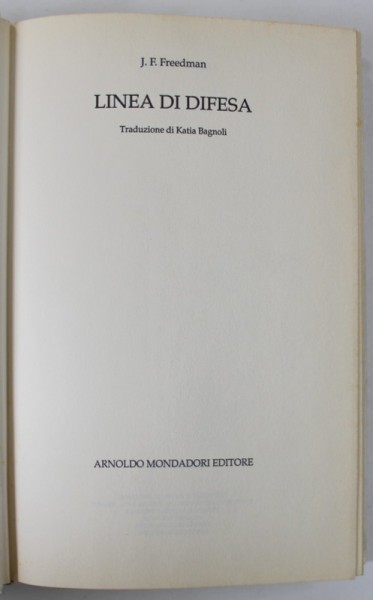 J. F. Freedman
LINEA DI DIFESA
Traduzione di Katia Bagnoli
ARNOLDO MONDADORI EDITORE